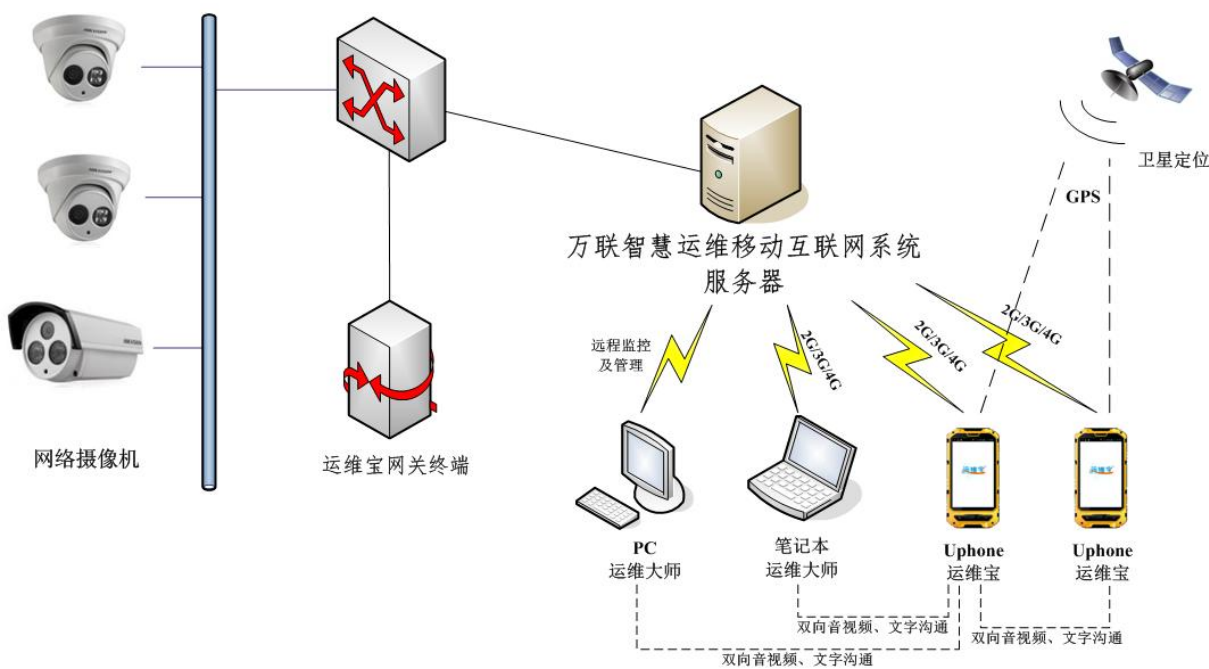 卫星定位
GPS
万联智慧运维移动互联网系统
服务器
远程监控
及管理
2G/3G/4G
2G/3G/4G
2G/3G/4G
网络摄像机
运维宝网关终端
PC
运维大师
笔记本
运维大师
Uphone
运维宝
Uphone
运维宝
双向音视频、文字沟通
双向音视频、文字沟通
双向音视频、文字沟通